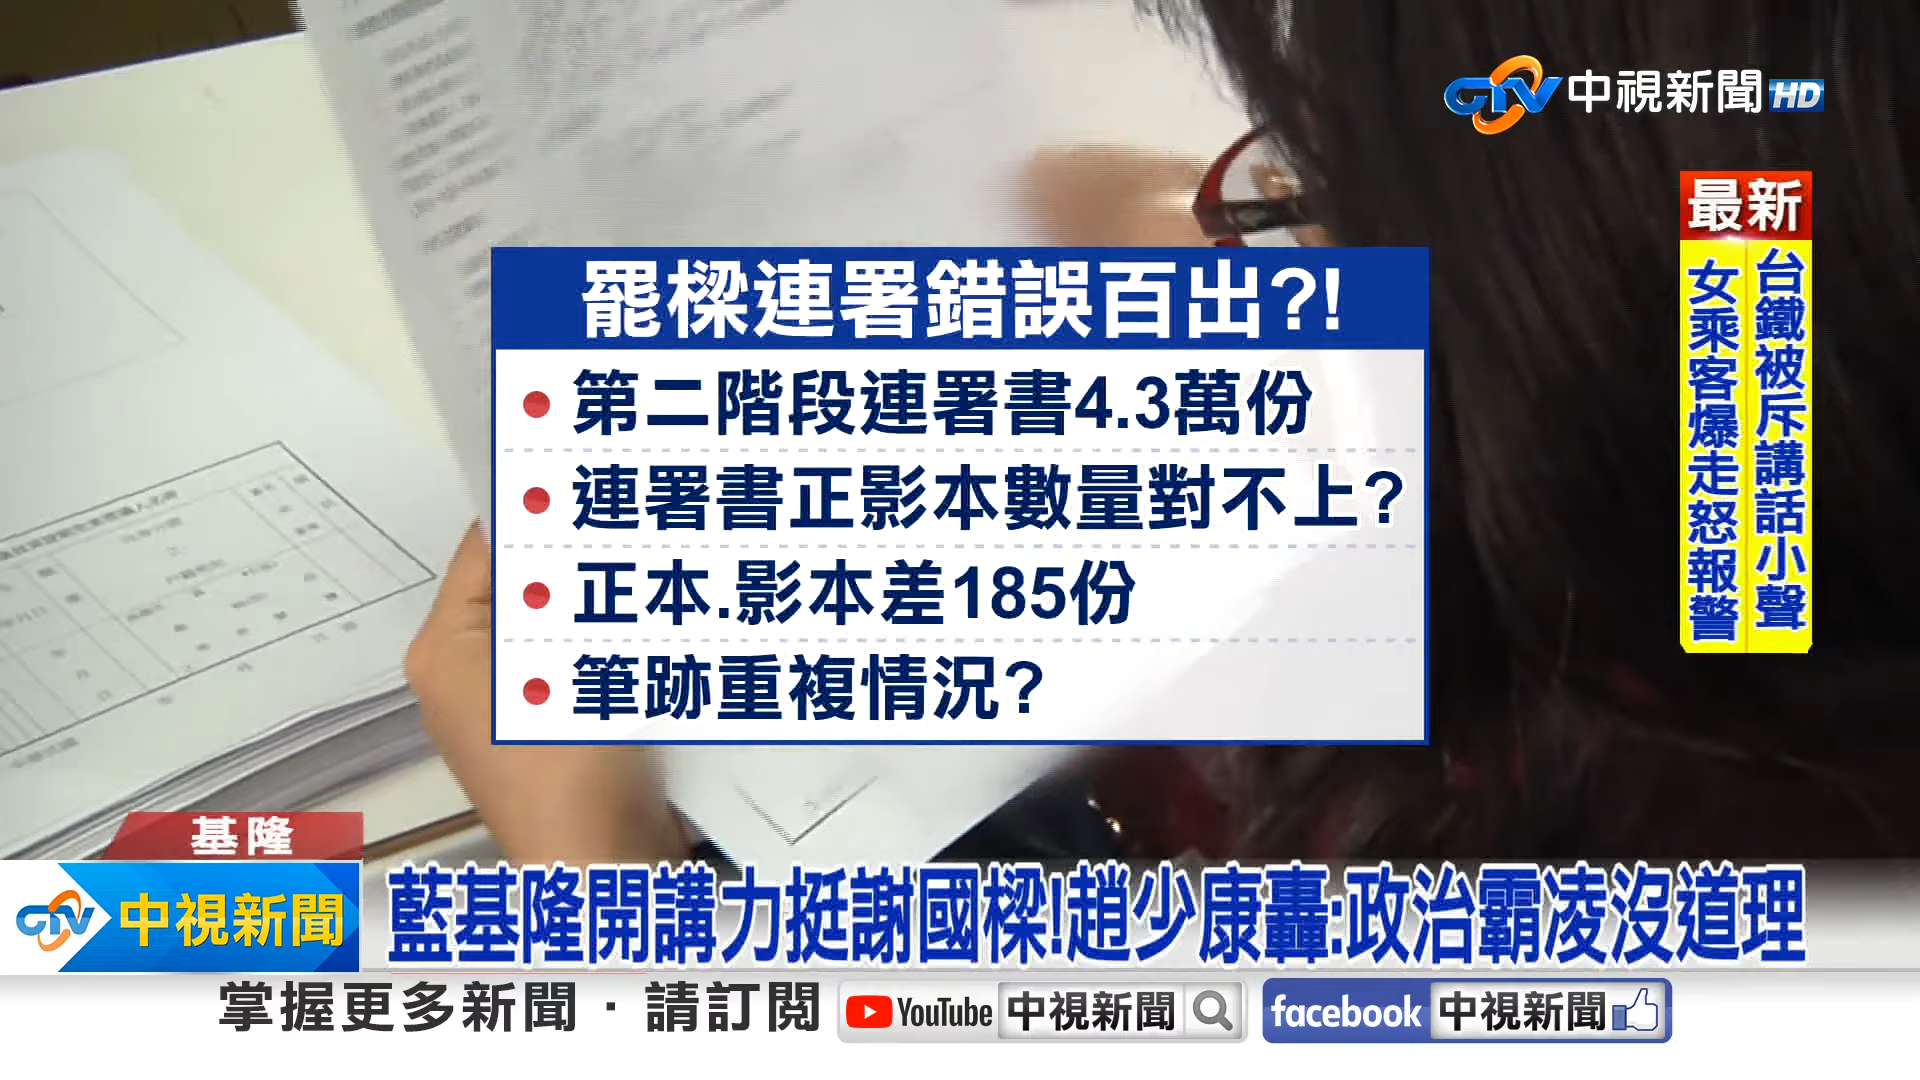 CTV中視新聞HD
最新
台鐵被斥講話小聲
女乘客爆走怒報警
罷樑連署錯誤百出?!
• 第二階段連署書4.3萬份
• 連署書正影本數量對不上?
• 正本.影本差185份
• 筆跡重複情況?
基隆
CTV中視新聞
藍基隆開講力挺謝國樑!趙少康轟:政治霸凌沒道理
掌握更多新聞・請訂閱 YouTube 中視新聞 facebook 中視新聞